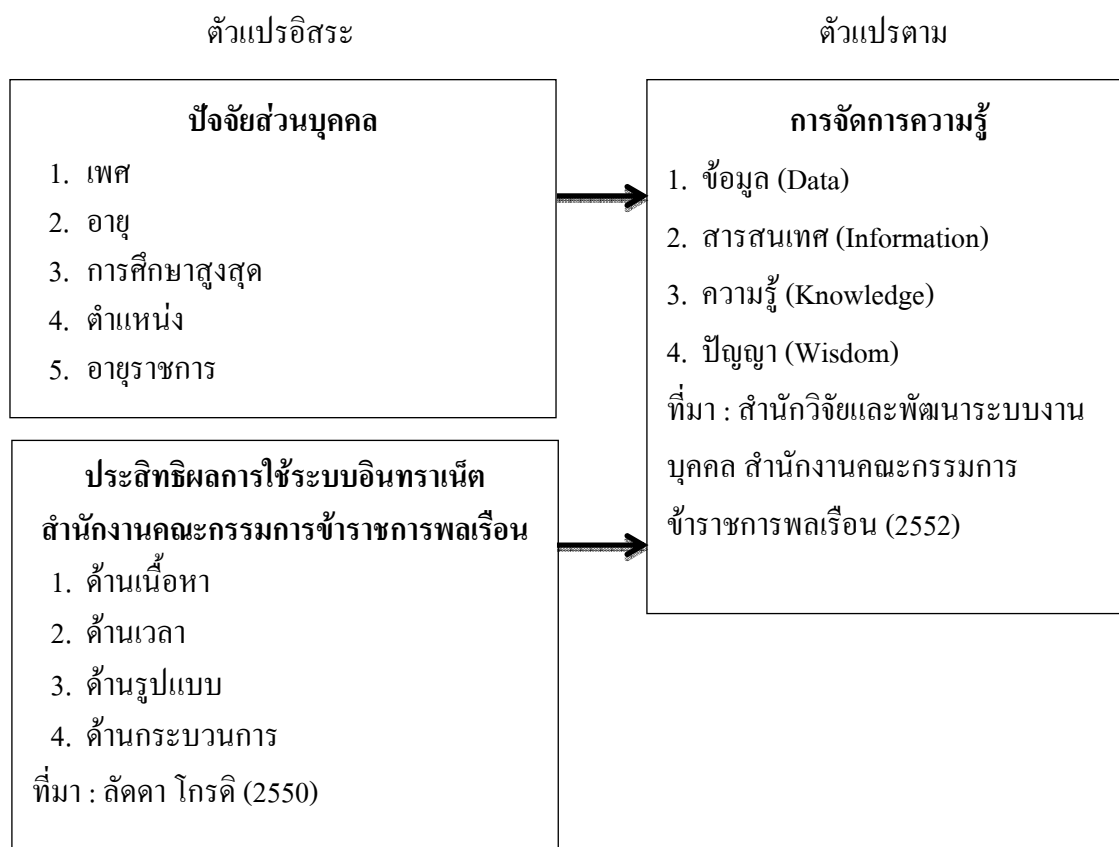 ตัวแปรอิสระ
ปัจจัยส่วนบุคคล
1. เพศ
2. อายุ
3. การศึกษาสูงสุด
4. ตำแหน่ง
5. อายุราชการ
ประสิทธิผลการใช้ระบบอินทราเน็ต
สำนักงานคณะกรรมการข้าราชการพลเรือน
1. ด้านเนื้อหา
2. ด้านเวลา
3. ด้านรูปแบบ
4. ด้านกระบวนการ
ที่มา : ลัดดา โกรดิ (2550)
ตัวแปรตาม
การจัดการความรู้
1. ข้อมูล (Data)
2. สารสนเทศ (Information)
3. ความรู้ (Knowledge)
4. ปัญญา (Wisdom)
ที่มา : สำนักวิจัยและพัฒนาระบบงาน
บุคคล สำนักงานคณะกรรมการ
ข้าราชการพลเรือน (2552)